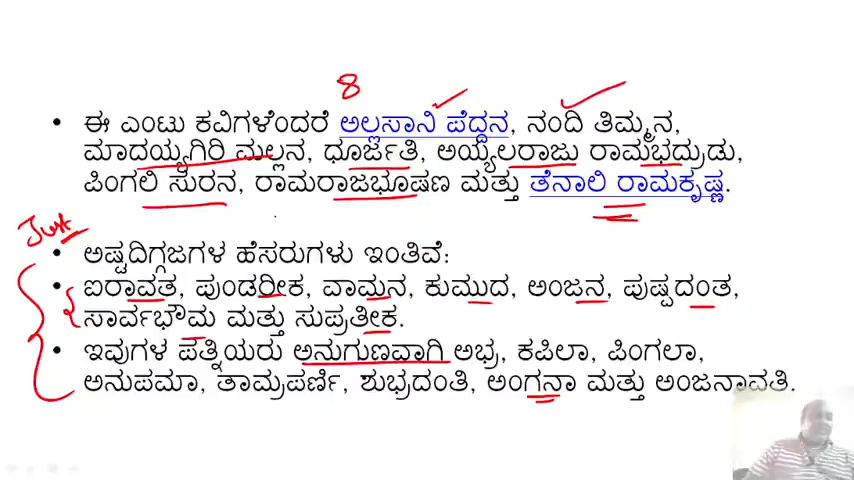 8
ಈ ಎಂಟು ಕವಿಗಳೆಂದರೆ ಅಲ್ಲಸಾನಿ ಪೆದ್ದನ, ನಂದಿ ತಿಮ್ಮನ,
ಮಾದಯ್ಯಗಿರಿ ಮಲ್ಲನ, ಧೂರ್ಜತಿ, ಅಯ್ಯಲರಾಜು ರಾಮಭದ್ರುಡು,
ಪಿಂಗಲಿ ಸುರನ, ರಾಮರಾಜಭೂಷಣ ಮತ್ತು ತೆನಾಲಿ ರಾಮಕೃಷ್ಣ.
Just
ಅಷ್ಟದಿಗ್ಗಜಗಳ ಹೆಸರುಗಳು ಇಂತಿವೆ:
ಐರಾವತ, ಪುಂಡರೀಕ, ವಾಮನ, ಕುಮುದ, ಅಂಜನ, ಪುಷ್ಪದಂತ,
ಸಾರ್ವಭೌಮ ಮತ್ತು ಸುಪ್ರತೀಕ.
ಇವುಗಳ ಪತ್ನಿಯರು ಅನುಗುಣವಾಗಿ ಅಭ್ರ, ಕಪಿಲಾ, ಪಿಂಗಲಾ,
ಅನುಪಮಾ, ತಾಮ್ರಪರ್ಣಿ, ಶುಭ್ರದಂತಿ, ಅಂಗನಾ ಮತ್ತು ಅಂಜನಾವತಿ.